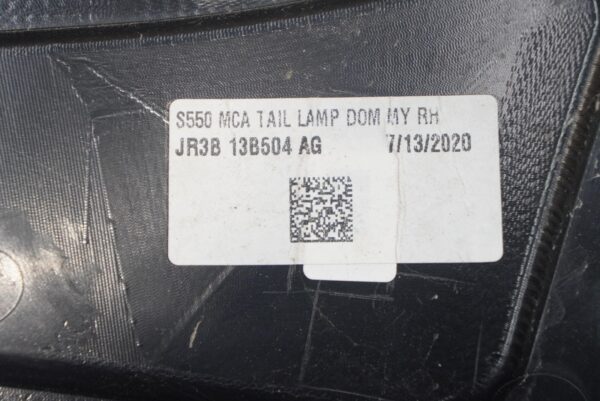 S550 MCA TAIL LAMP DOM MY RH
JR3B 13B504 AG 7/13/2020